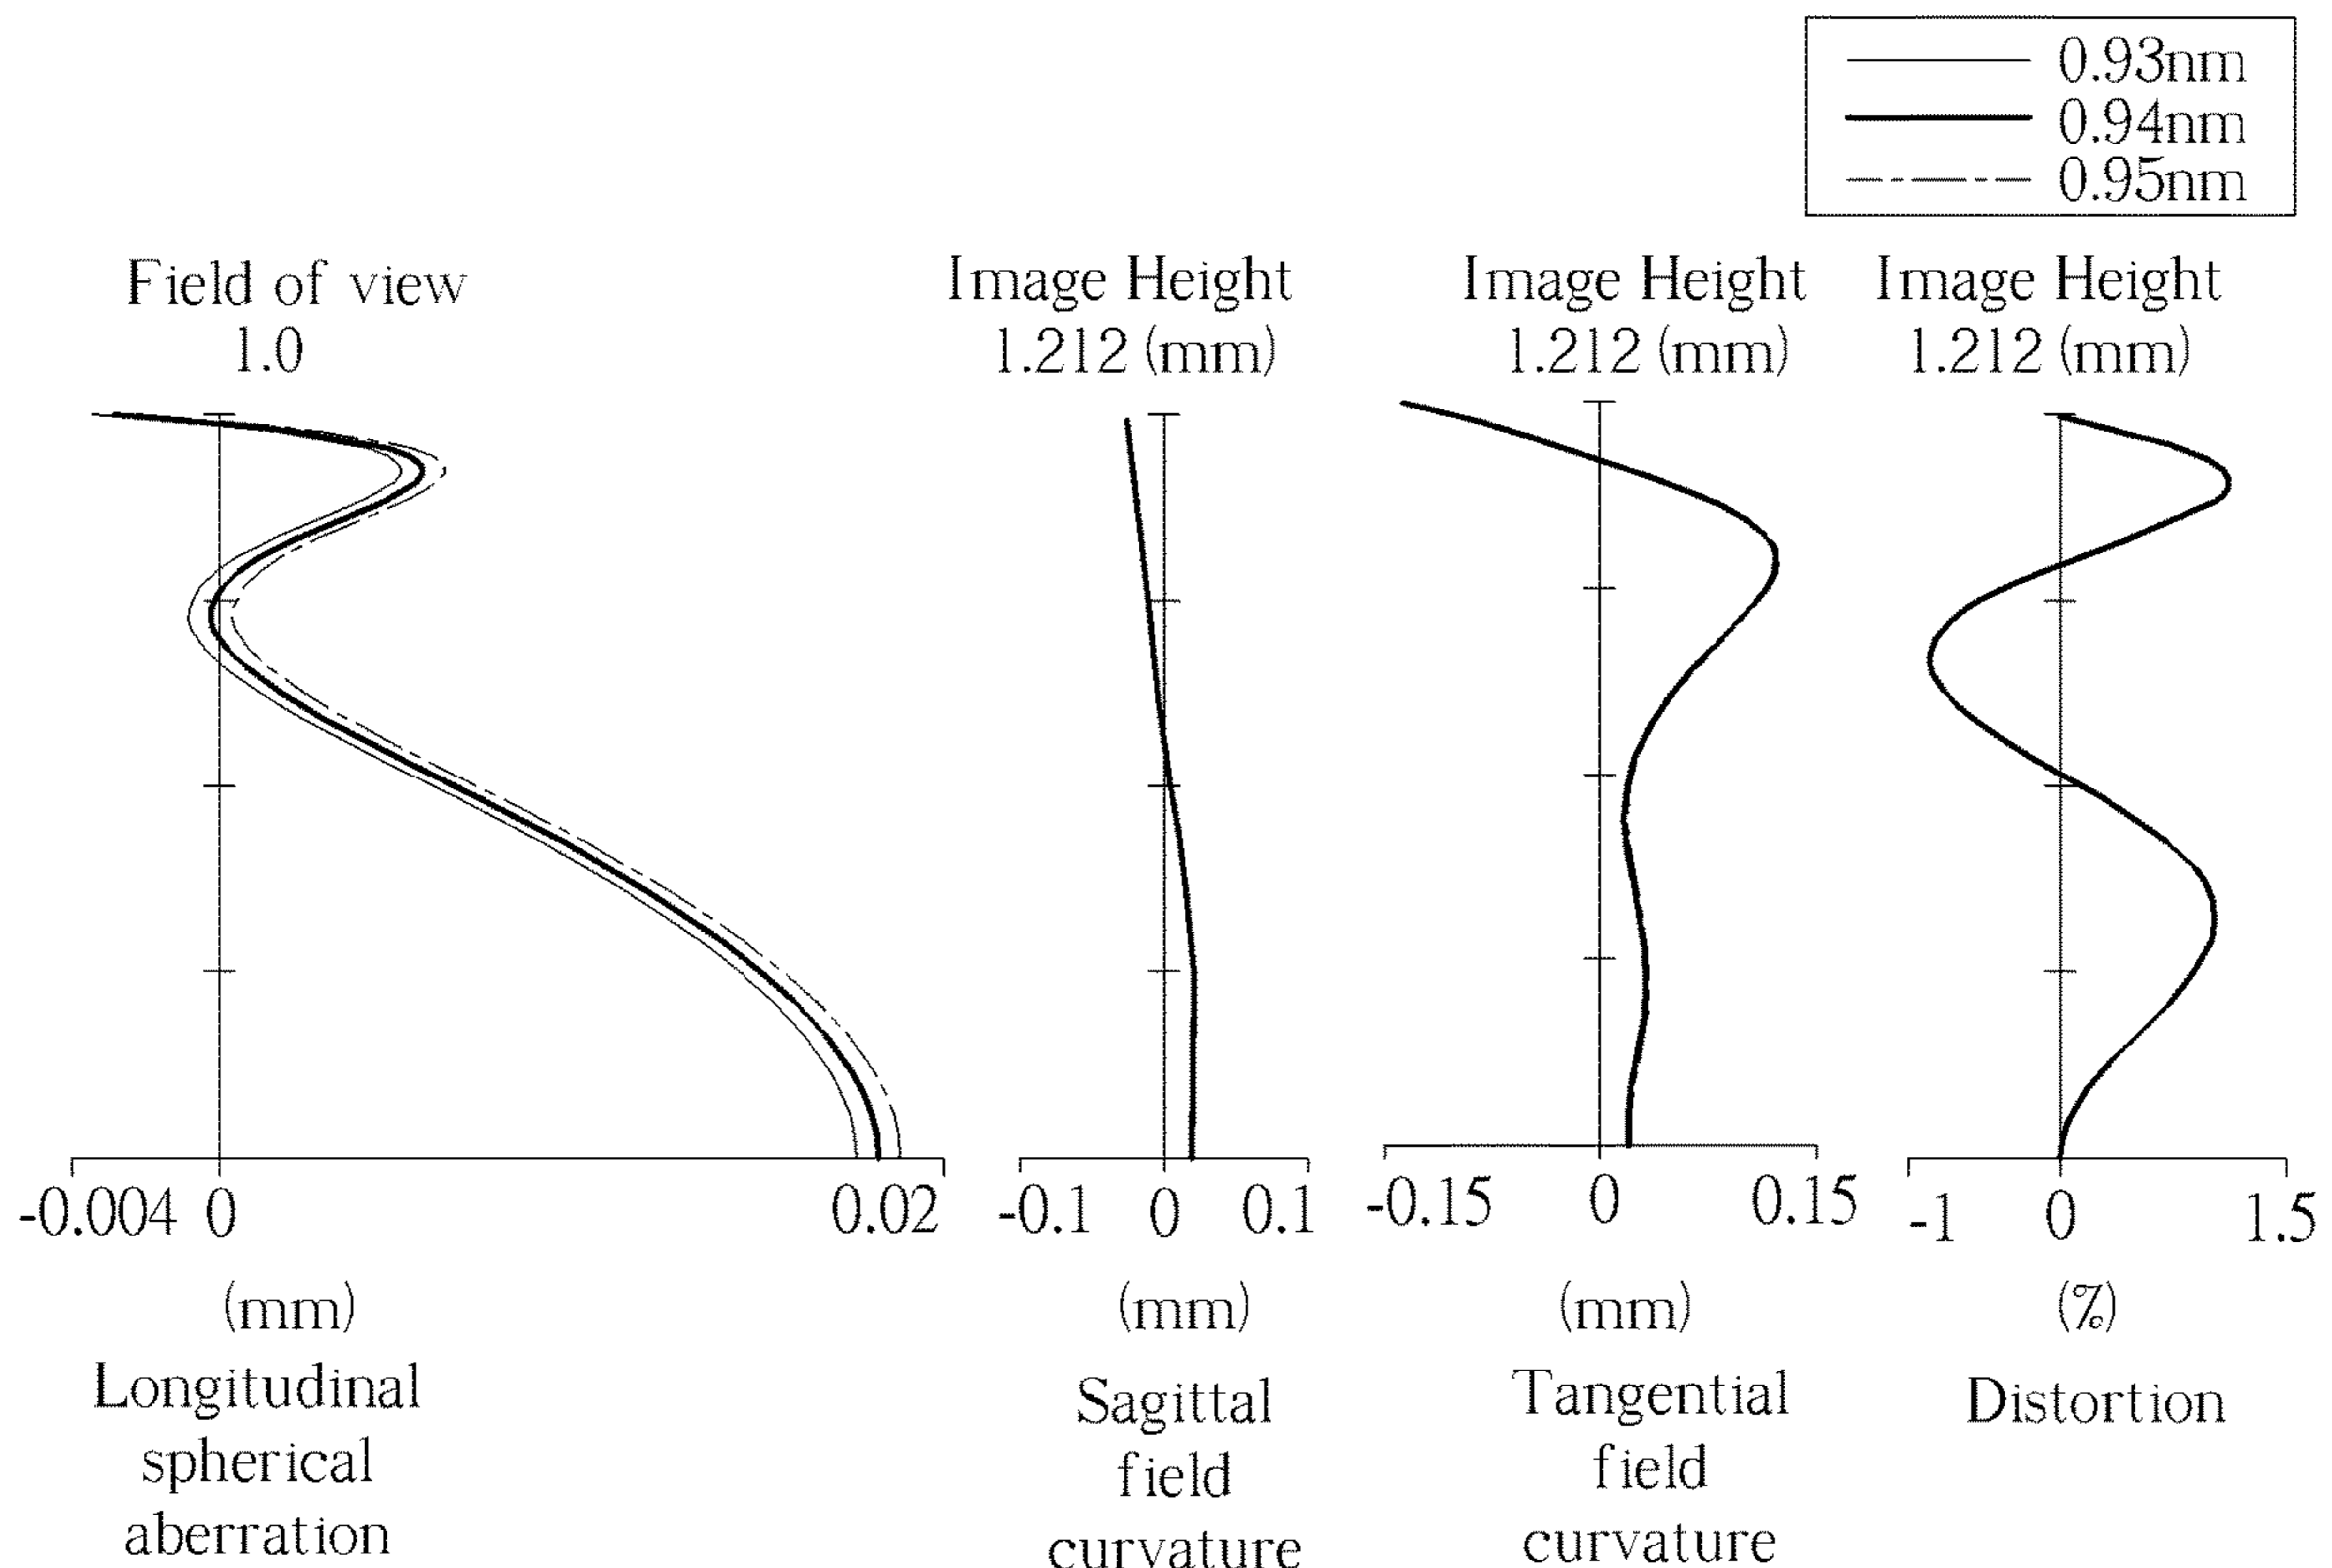 0.93nm
0.94nm
0.95nm
Field of view
1.0
Image Height
1.212 (mm)
Image Height
1.212 (mm)
Image Height
1.212 (mm)
-0.004 0 0.02
-0.1 0 0.1
-0.15 0 0.15
-1 0 1.5
(mm)
(mm)
(mm)
(%)
Longitudinal
spherical
aberration
Sagittal
field
curvature
Tangential
field
curvature
Distortion